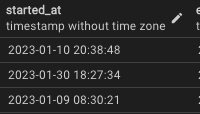 started_at
timestamp without time zone
2023-01-10 20:38:48
2023-01-30 18:27:34
2023-01-09 08:30:21